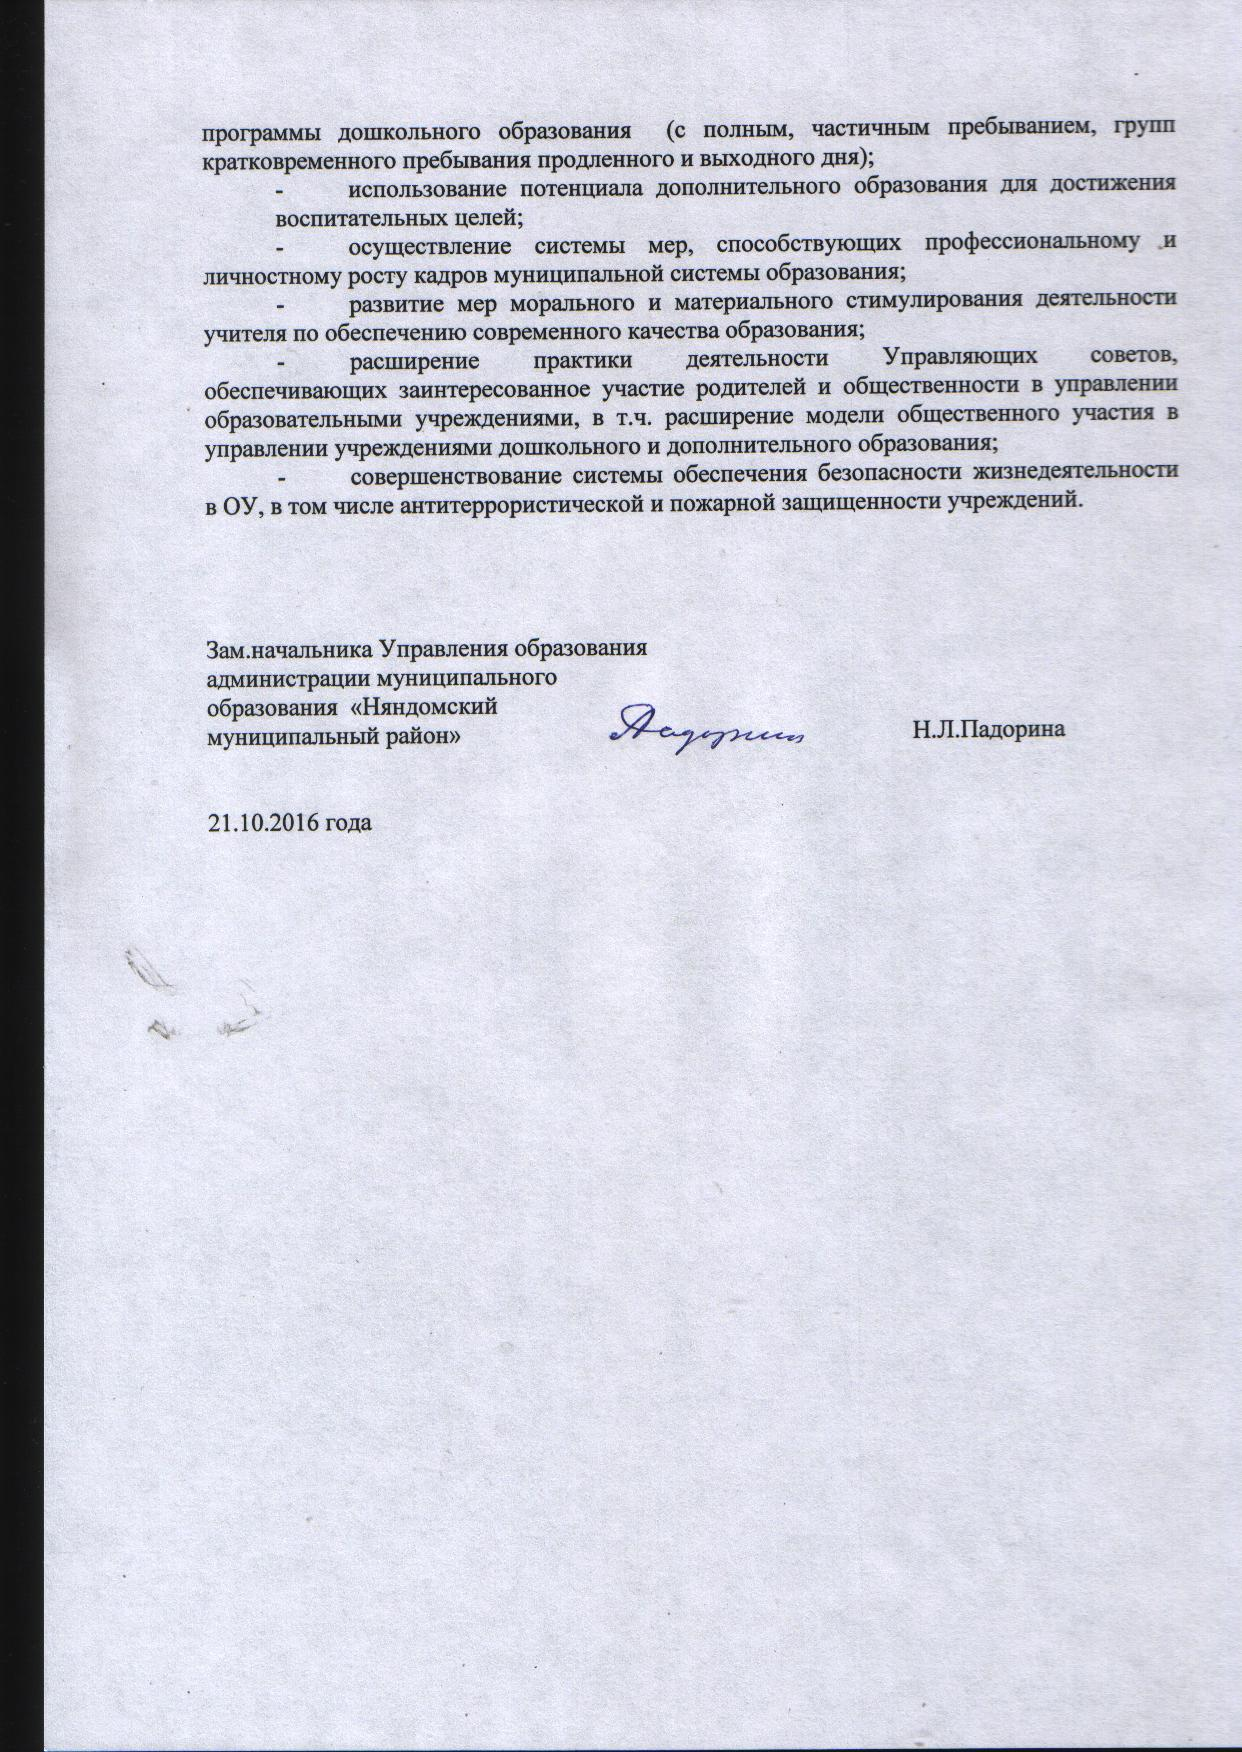 программы дошкольного образования (с полным, частичным пребыванием, групп
кратковременного пребывания продленного и выходного дня);
- использование потенциала дополнительного образования для достижения
воспитательных целей;
- осуществление системы мер, способствующих профессиональному и
личностному росту кадров муниципальной системы образования;
- развитие мер морального и материального стимулирования деятельности
учителя по обеспечению современного качества образования;
- расширение практики деятельности Управляющих советов,
обеспечивающих заинтересованное участие родителей и общественности в управлении
образовательными учреждениями, в т.ч. расширение модели общественного участия в
управлении учреждениями дошкольного и дополнительного образования;
- совершенствование системы обеспечения безопасности жизнедеятельности
в ОУ, в том числе антитеррористической и пожарной защищенности учреждений.
Зам.начальника Управления образования
администрации муниципального
образования «Няндомский
муниципальный район» Н.Л.Падорина
21.10.2016 года